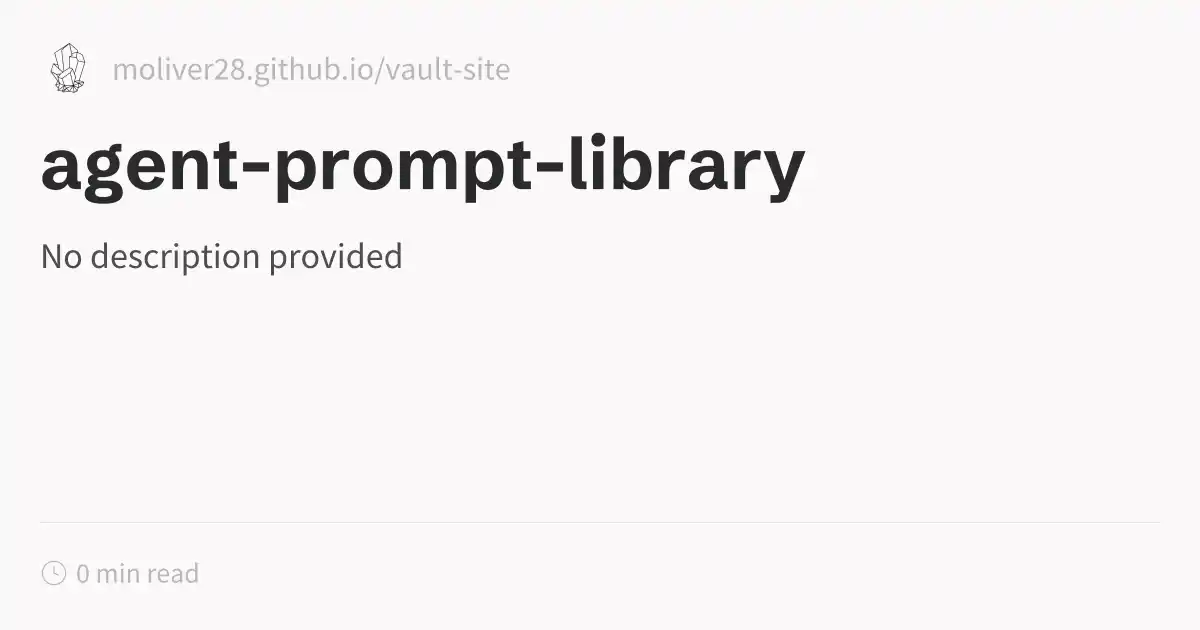 moliver28.github.io/vault-site
agent-prompt-library
No description provided
0 min read